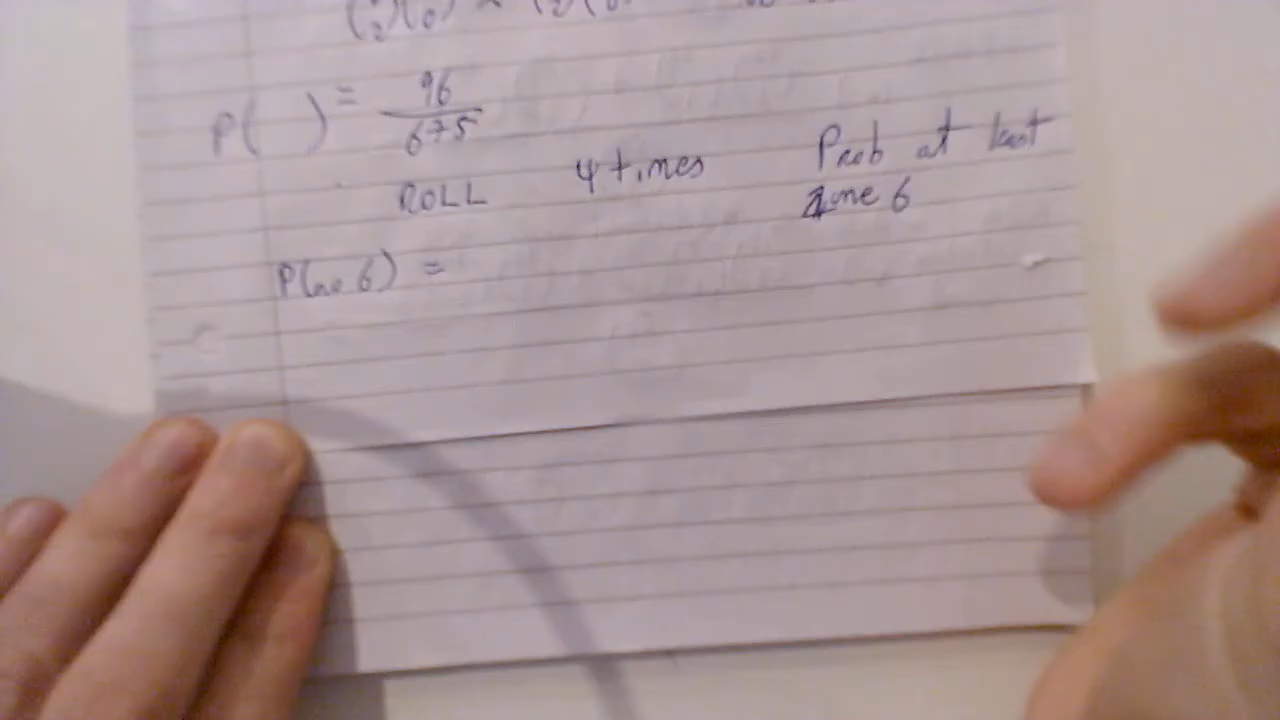 P( ) = 96/675
ROLL 4 times Prob at least
one 6
P(no 6) =